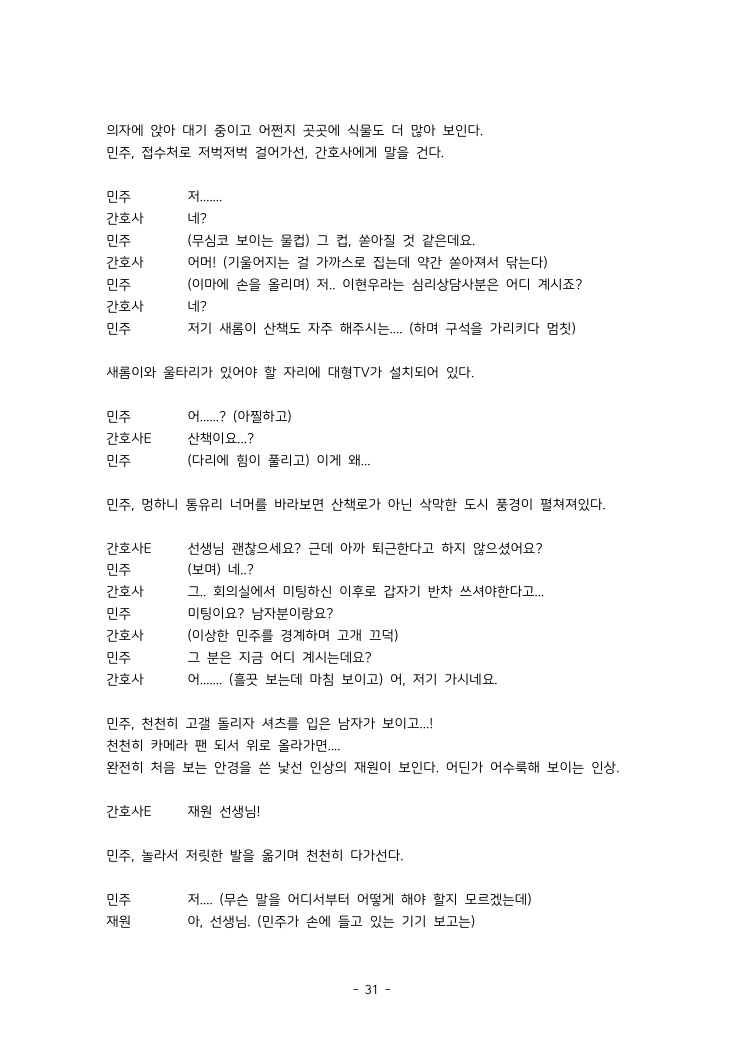 의자에 앉아 대기 중이고 어쩐지 곳곳에 식물도 더 많아 보인다.
민주, 접수처로 저벅저벅 걸어가선, 간호사에게 말을 건다.
민주 저.......
간호사 네?
민주 (무심코 보이는 물컵) 그 컵, 쏟아질 것 같은데요.
간호사 어머! (기울어지는 걸 가까스로 집는데 약간 쏟아져서 닦는다)
민주 (이마에 손을 올리며) 저.. 이현우라는 심리상담사분은 어디 계시죠?
간호사 네?
민주 저기 새롬이 산책도 자주 해주시는.... (하며 구석을 가리키다 멈칫)
새롬이와 울타리가 있어야 할 자리에 대형TV가 설치되어 있다.
민주 어......? (아찔하고)
간호사E 산책이요...?
민주 (다리에 힘이 풀리고) 이게 왜...
민주, 멍하니 통유리 너머를 바라보면 산책로가 아닌 삭막한 도시 풍경이 펼쳐져있다.
간호사E 선생님 괜찮으세요? 근데 아까 퇴근한다고 하지 않으셨어요?
민주 (보며) 네..?
간호사 그.. 회의실에서 미팅하신 이후로 갑자기 반차 쓰셔야한다고...
민주 미팅이요? 남자분이랑요?
간호사 (이상한 민주를 경계하며 고개 끄덕)
민주 그 분은 지금 어디 계시는데요?
간호사 어....... (흘끗 보는데 마침 보이고) 어, 저기 가시네요.
민주, 천천히 고갤 돌리자 셔츠를 입은 남자가 보이고...!
천천히 카메라 팬 되서 위로 올라가면....
완전히 처음 보는 안경을 쓴 낯선 인상의 재원이 보인다. 어딘가 어수룩해 보이는 인상.
간호사E 재원 선생님!
민주, 놀라서 저릿한 발을 옮기며 천천히 다가선다.
민주 저.... (무슨 말을 어디서부터 어떻게 해야 할지 모르겠는데)
재원 아, 선생님. (민주가 손에 들고 있는 기기 보고는)
- 31 -